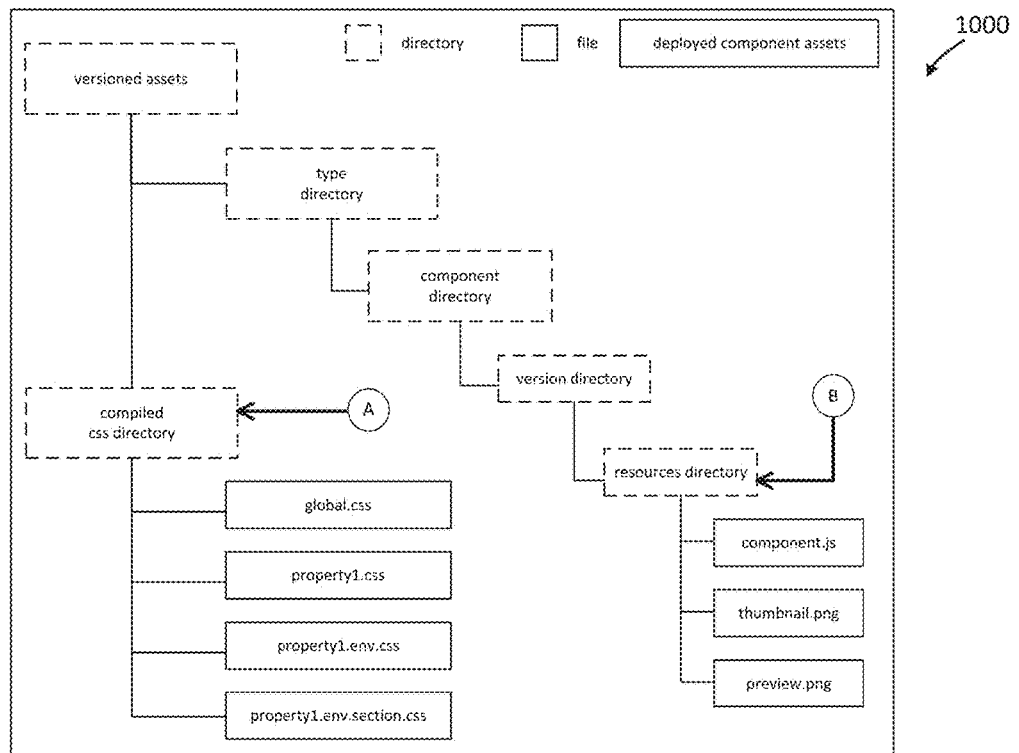 1000
directory
file
deployed component assets
versioned assets
type
directory
component
directory
version directory
compiled
css directory
A
B
resources directory
global.css
component.js
property1.css
thumbnail.png
property1.env.css
preview.png
property1.env.section.css